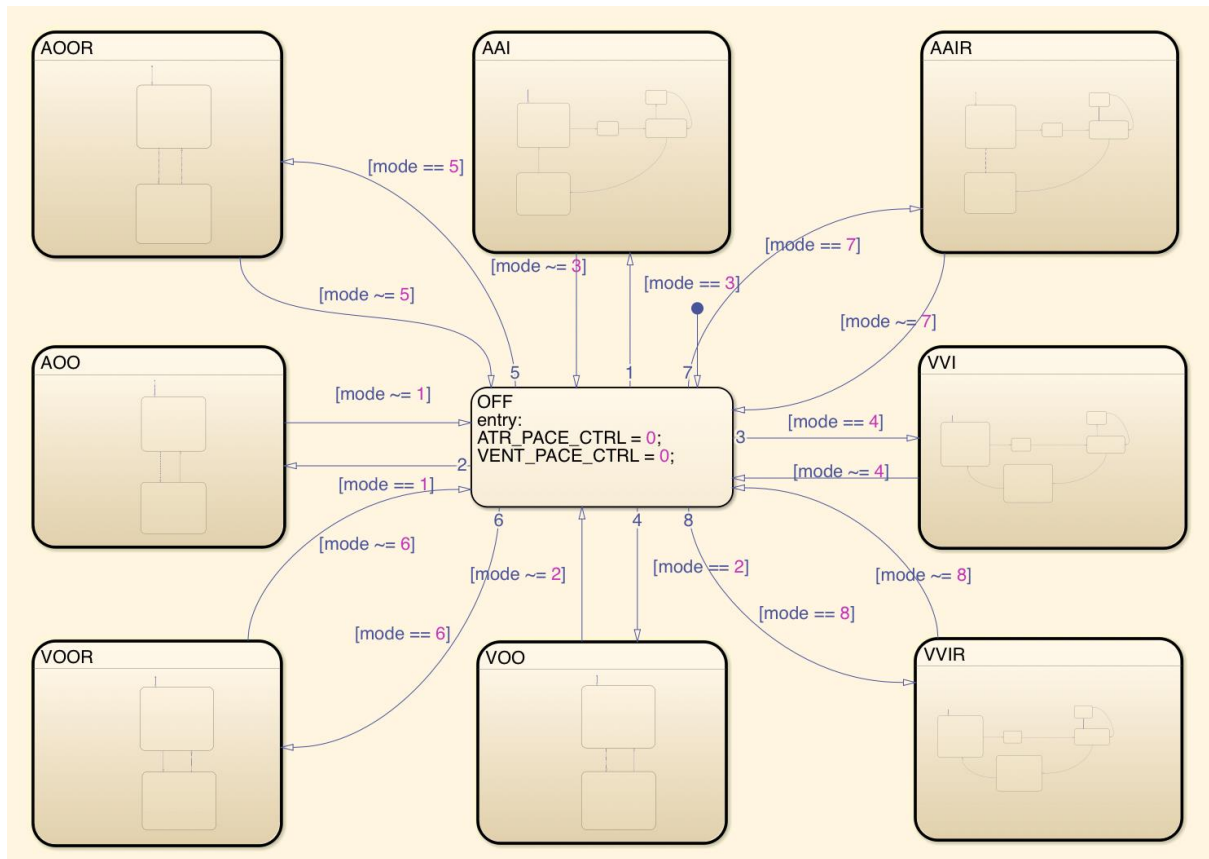 AOOR
AAI
AAIR
[mode == 5]
[mode == 7]
[mode ~= 3]
[mode == 3]
[mode ~= 5]
[mode ~= 7]
AOO
VVI
5
1
7
[mode ~= 1]
OFF
entry:
ATR_PACE_CTRL = 0;
VENT_PACE_CTRL = 0;
3
[mode == 4]
2
[mode ~= 4]
[mode == 1]
6
4
8
[mode ~= 6]
[mode ~= 2]
[mode == 2]
[mode ~= 8]
[mode == 8]
[mode == 6]
VOOR
VOO
VVIR